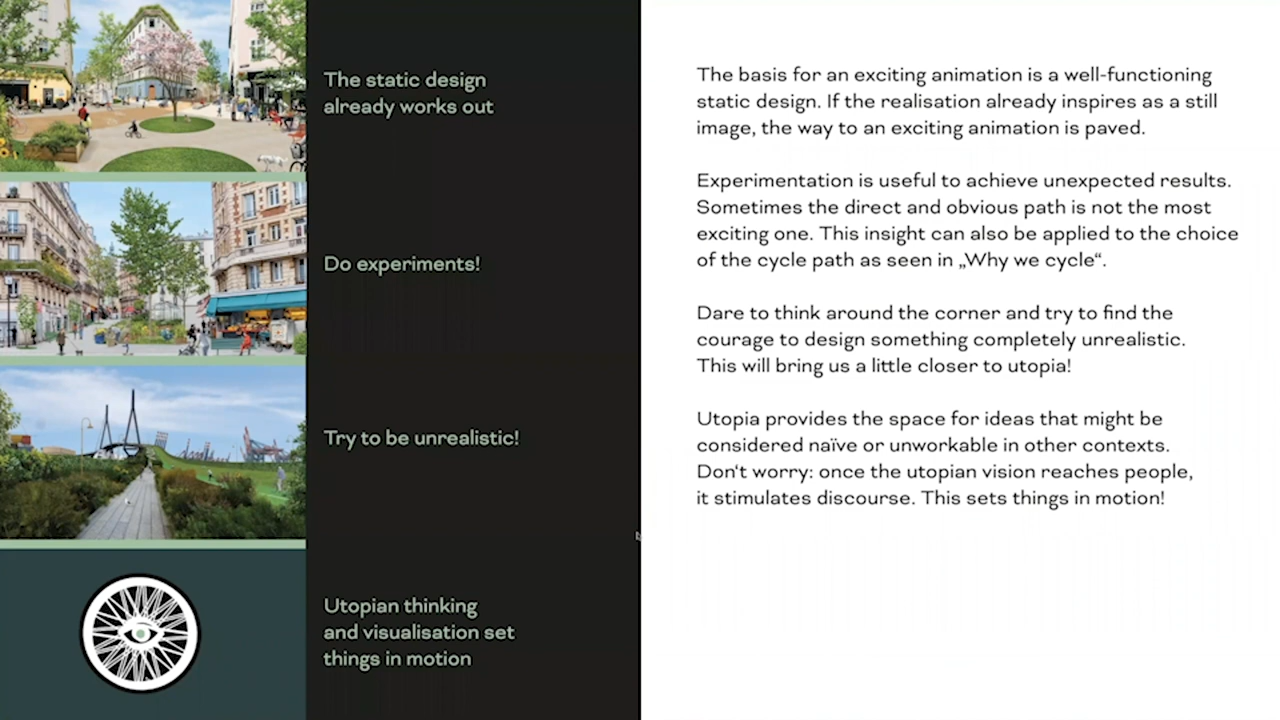 The static design
already works out
Do experiments!
Try to be unrealistic!
Utopian thinking
and visualisation set
things in motion
The basis for an exciting animation is a well-functioning
static design. If the realisation already inspires as a still
image, the way to an exciting animation is paved.
Experimentation is useful to achieve unexpected results.
Sometimes the direct and obvious path is not the most
exciting one. This insight can also be applied to the choice
of the cycle path as seen in „Why we cycle“.
Dare to think around the corner and try to find the
courage to design something completely unrealistic.
This will bring us a little closer to utopia!
Utopia provides the space for ideas that might be
considered naïve or unworkable in other contexts.
Don‘t worry: once the utopian vision reaches people,
it stimulates discourse. This sets things in motion!